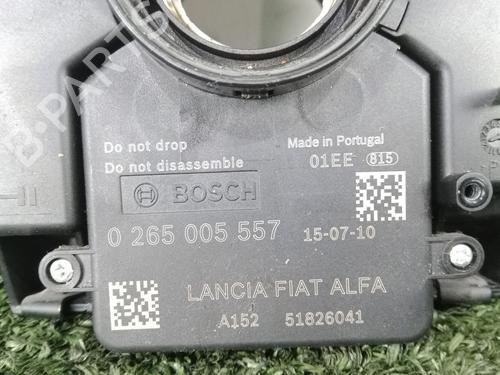 B-PARTS
Do not drop
Do not disassemble
Made in Portugal
01EE 815
BOSCH
0 265 005 557
15-07-10
LANCIA FIAT ALFA
A152 51826041